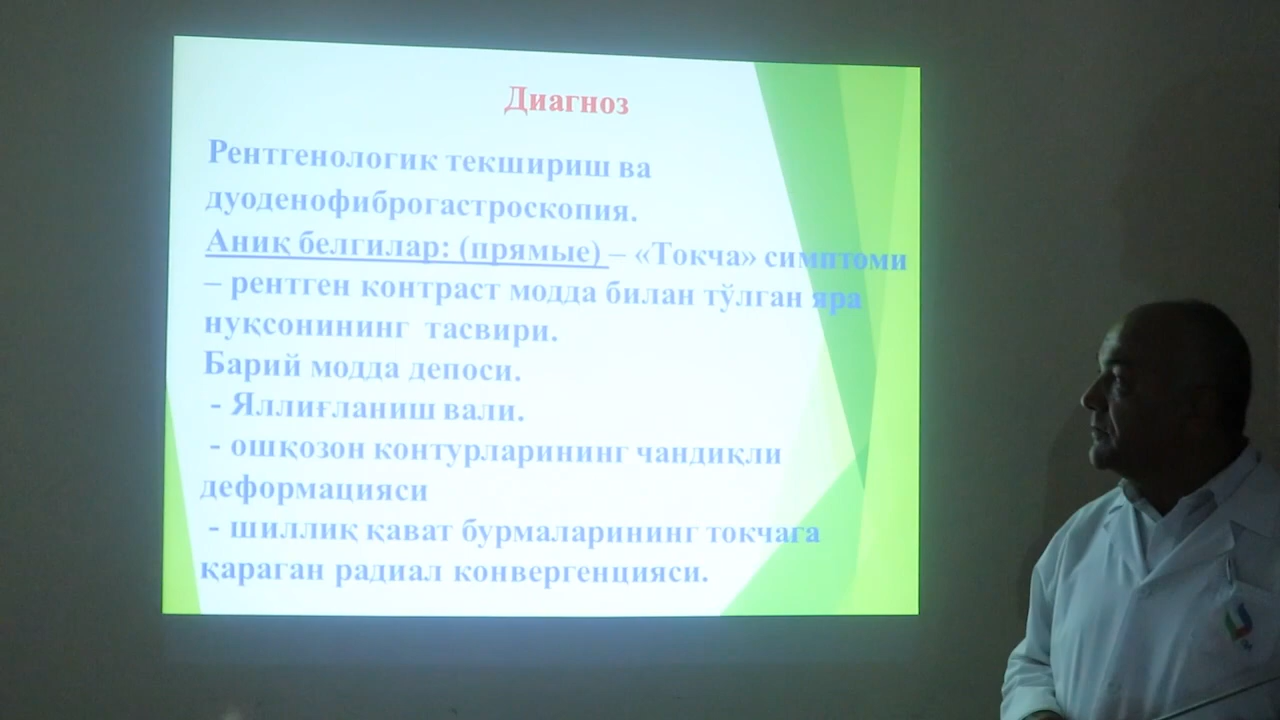 Диагноз
Рентгенологик текшириш ва
дуоденофиброгастроскопия.
Аниқ белгилар: (прямые) – «Токча» симптоми
– рентген контраст модда билан тўлган яра
нуқсонининг тасвири.
Барий модда депоси.
- Яллиғланиш вали.
- ошқозон контурларининг чандиқли
деформацияси
- шиллиқ қават бурмаларининг токчага
қараган радиал конвергенцияси.